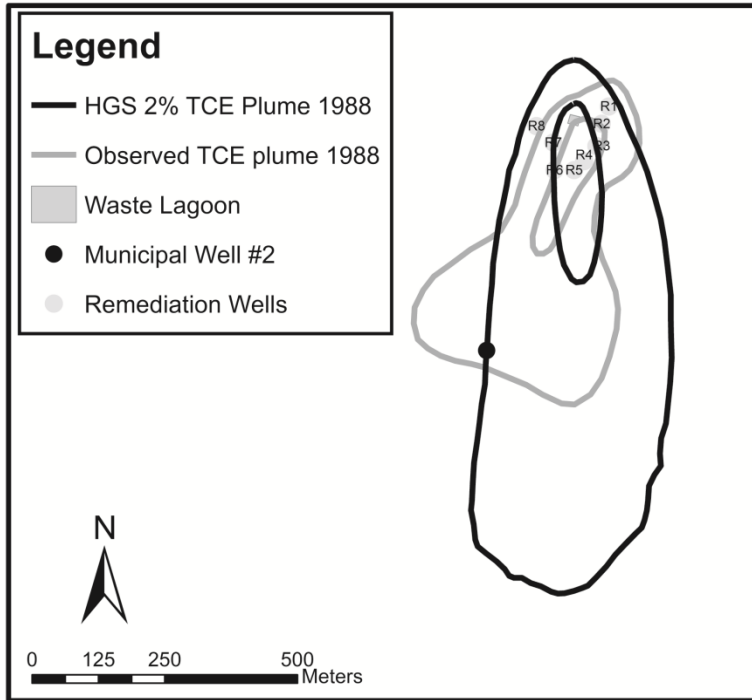 Legend
HGS 2% TCE Plume 1988
Observed TCE plume 1988
Waste Lagoon
Municipal Well #2
Remediation Wells
R1
R8 R2
R7 R3
R4
R6 R5
N
0 125 250 500
Meters